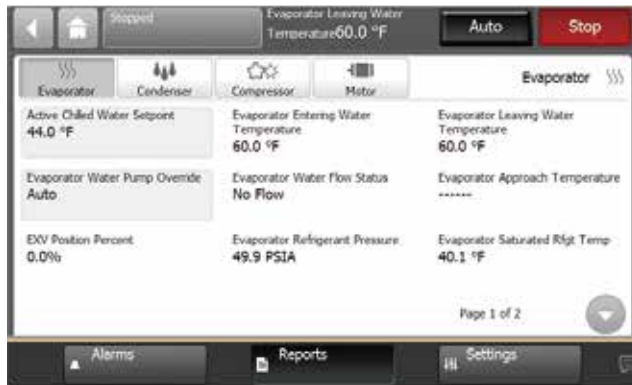 Stopped
Evaporator Leaving Water
Temperature60.0 °F
Auto
Stop
Evaporator
Condenser
Compressor
Motor
Evaporator
Active Chilled Water Setpoint
44.0 °F
Evaporator Entering Water
Temperature
60.0 °F
Evaporator Leaving Water
Temperature
60.0 °F
Evaporator Water Pump Override
Auto
Evaporator Water Flow Status
No Flow
Evaporator Approach Temperature
------
EXV Position Percent
0.0%
Evaporator Refrigerant Pressure
49.9 PSIA
Evaporator Saturated Rfgt Temp
40.1 °F
Page 1 of 2
Alarms
Reports
Settings